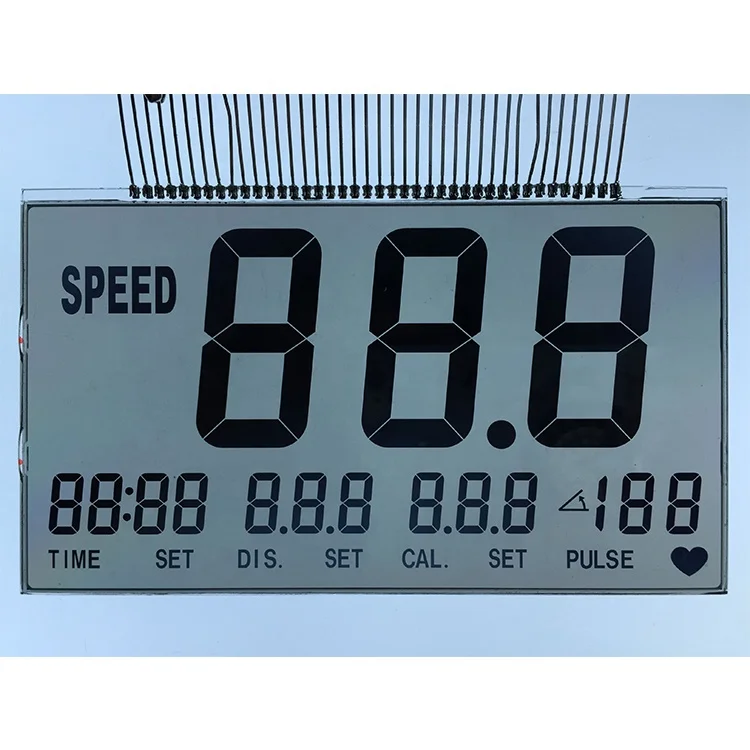 SPEED 88.8
88:88 8.8.8 8.8.8 188
TIME SET DIS. SET CAL. SET PULSE